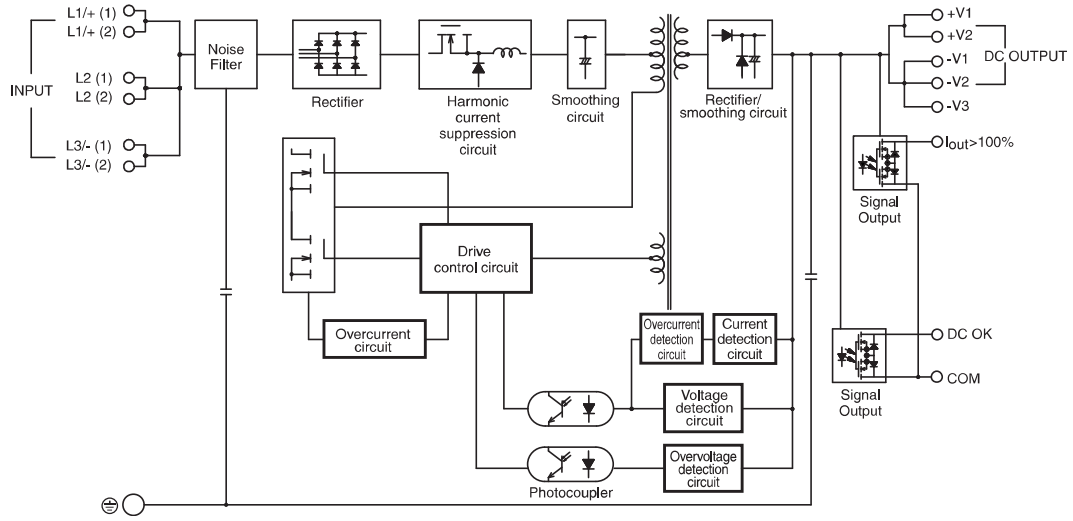 INPUT
L1/+ (1)
L1/+ (2)
L2 (1)
L2 (2)
L3/- (1)
L3/- (2)
Noise
Filter
Rectifier
Harmonic
current
suppression
circuit
Smoothing
circuit
Rectifier/
smoothing circuit
+V1
+V2
-V1
-V2
-V3
DC OUTPUT
Iout>100%
Signal
Output
Drive
control circuit
Overcurrent
circuit
Overcurrent
detection
circuit
Current
detection
circuit
DC OK
COM
Signal
Output
Voltage
detection
circuit
Overvoltage
detection
circuit
Photocoupler